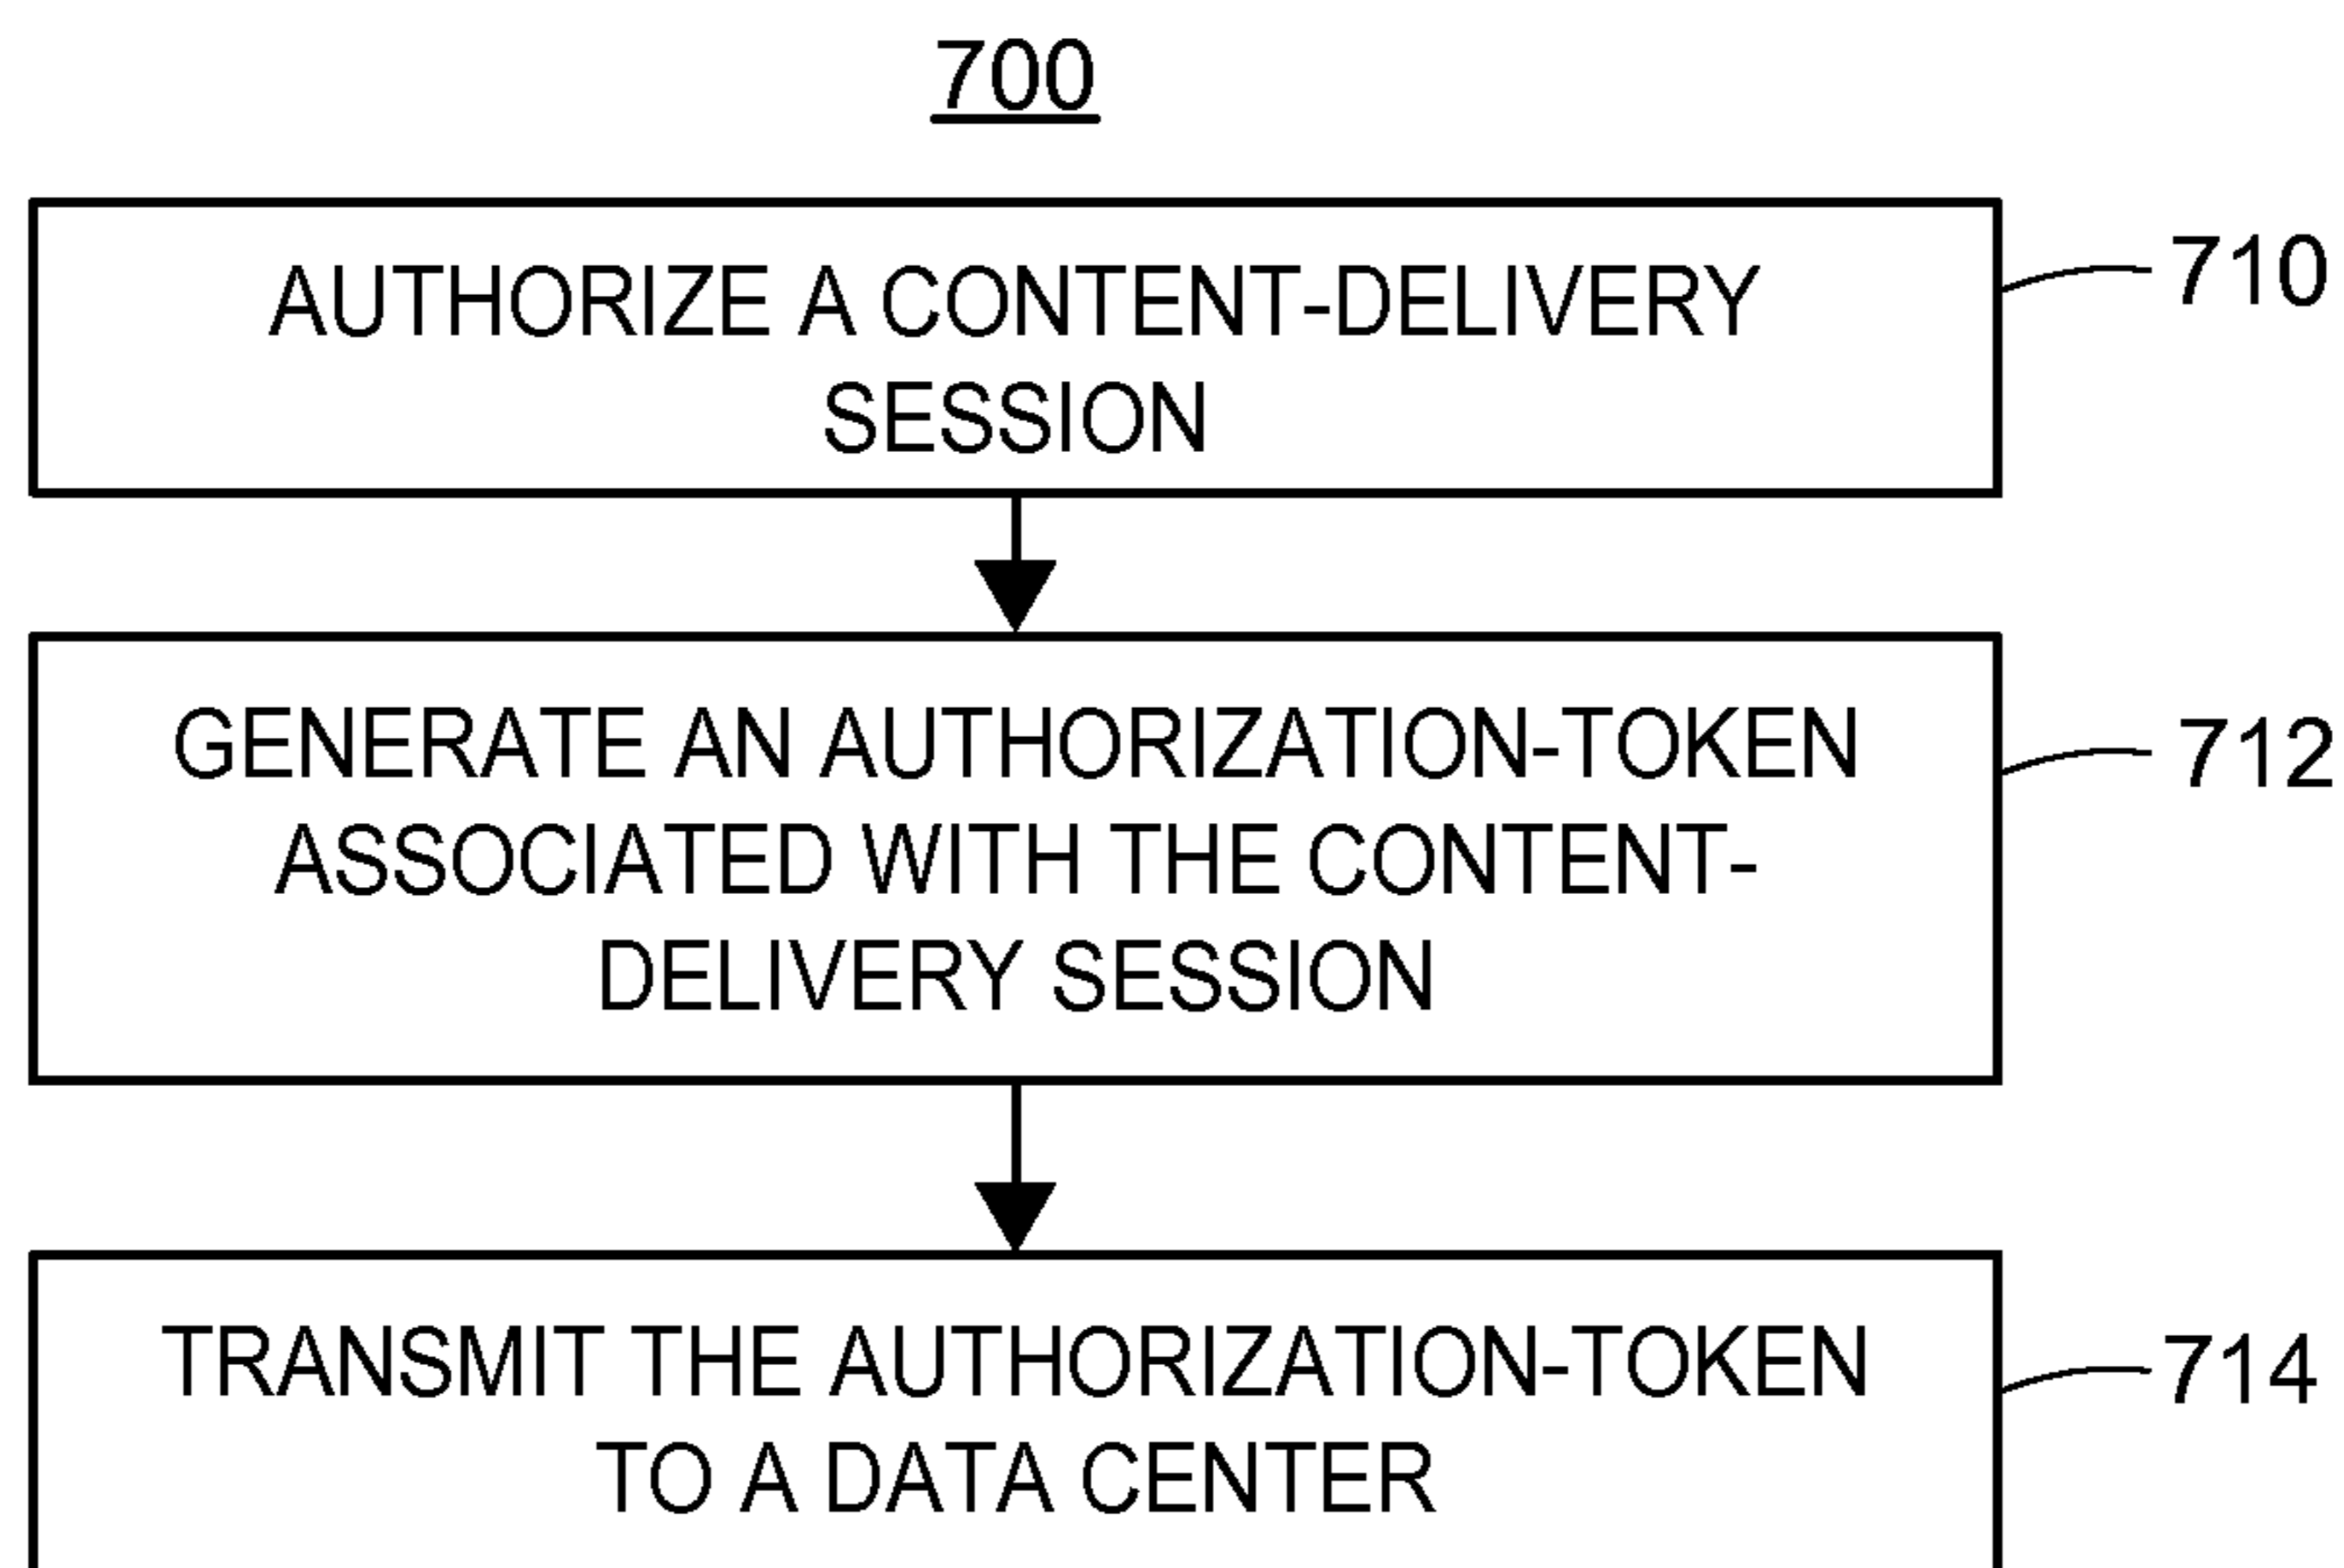 700
AUTHORIZE A CONTENT-DELIVERY
SESSION
710
GENERATE AN AUTHORIZATION-TOKEN
ASSOCIATED WITH THE CONTENT-
DELIVERY SESSION
712
TRANSMIT THE AUTHORIZATION-TOKEN
TO A DATA CENTER
714